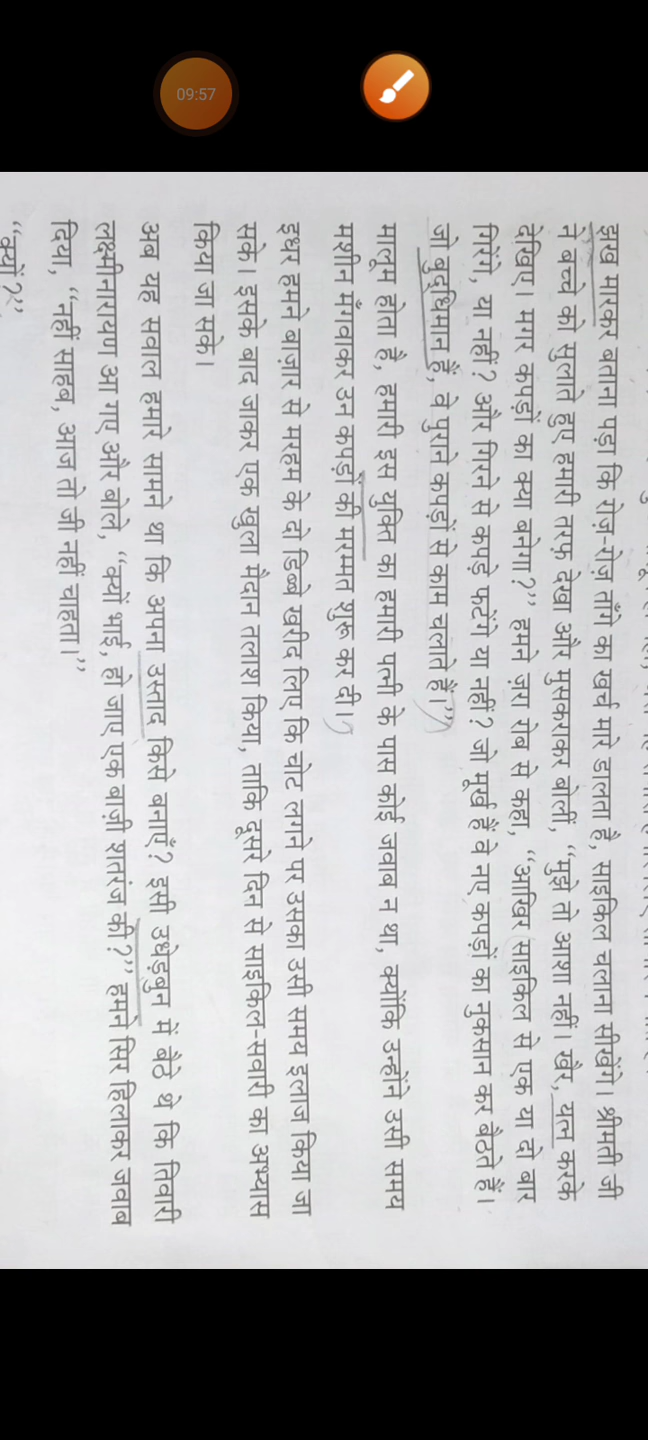 09:57
झख मारकर बताना पड़ा कि रोज़-रोज़ ताँगे का खर्च मारे डालता है, साइकिल चलाना सीखेंगे। श्रीमती जी
ने बच्चे को सुलाते हुए हमारी तरफ़ देखा और मुसकराकर बोलीं, “मुझे तो आशा नहीं। खैर, यत्न करके
देखिए। मगर कपड़ों का क्या बनेगा?” हमने ज़रा रोब से कहा, “आखिर साइकिल से एक या दो बार
गिरेंगे, या नहीं? और गिरने से कपड़े फटेंगे या नहीं? जो मूर्ख हैं वे नए कपड़ों का नुकसान कर बैठते हैं।
जो बुद्धिमान हैं, वे पुराने कपड़ों से काम चलाते हैं।”
मालूम होता है, हमारी इस युक्ति का हमारी पत्नी के पास कोई जवाब न था, क्योंकि उन्होंने उसी समय
मशीन मँगवाकर उन कपड़ों की मरम्मत शुरू कर दी।
इधर हमने बाज़ार से मरहम के दो डिब्बे खरीद लिए कि चोट लगने पर उसका उसी समय इलाज किया जा
सके। इसके बाद जाकर एक खुला मैदान तलाश किया, ताकि दूसरे दिन से साइकिल-सवारी का अभ्यास
किया जा सके।
अब यह सवाल हमारे सामने था कि अपना उस्ताद किसे बनाएँ? इसी उधेड़बुन में बैठे थे कि तिवारी
लक्ष्मीनारायण आ गए और बोले, “क्यों भाई, हो जाए एक बाज़ी शतरंज की?” हमने सिर हिलाकर जवाब
दिया, “नहीं साहब, आज तो जी नहीं चाहता।”
“क्यों?”